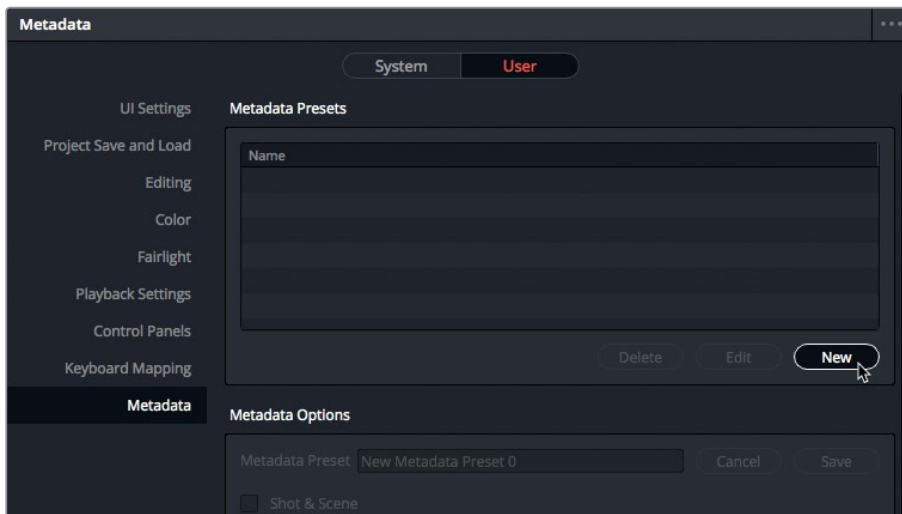 Metadata
System User
UI Settings
Project Save and Load
Editing
Color
Fairlight
Playback Settings
Control Panels
Keyboard Mapping
Metadata
Metadata Presets
Name
Delete Edit New
Metadata Options
Metadata Preset New Metadata Preset 0 Cancel Save
Shot & Scene